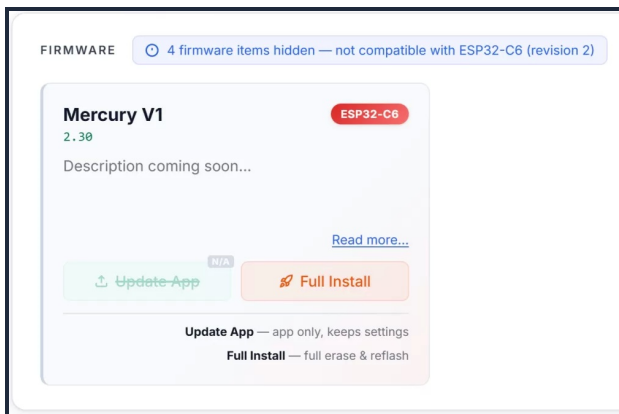 FIRMWARE
4 firmware items hidden — not compatible with ESP32-C6 (revision 2)
Mercury V1
ESP32-C6
2.30
Description coming soon...
Read more...
N/A
Update App
Full Install
Update App — app only, keeps settings
Full Install — full erase & reflash